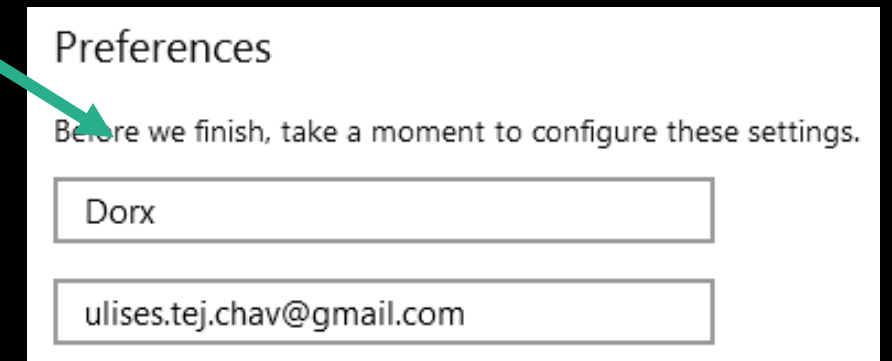 Preferences
Before we finish, take a moment to configure these settings.
Dorx
ulises.tej.chav@gmail.com